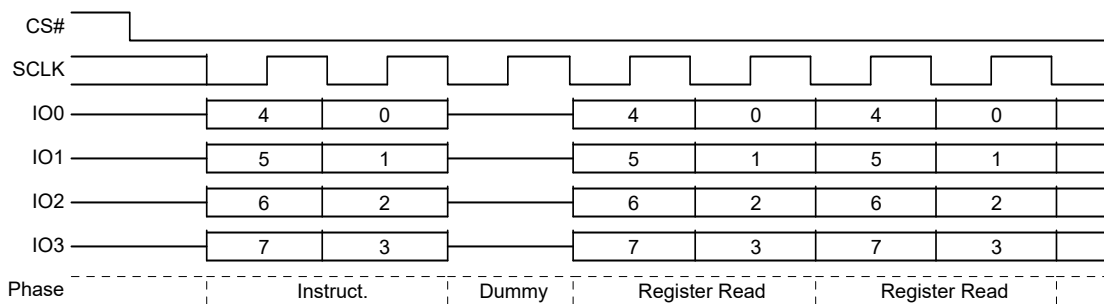 CS#
SCLK
IO0 4 0 4 0 4 0
IO1 5 1 5 1 5 1
IO2 6 2 6 2 6 2
IO3 7 3 7 3 7 3
Phase Instruct. Dummy Register Read Register Read